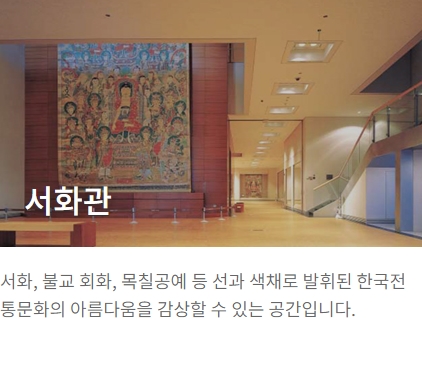 서화관
서화, 불교 회화, 목칠공예 등 선과 색채로 발휘된 한국전
통문화의 아름다움을 감상할 수 있는 공간입니다.